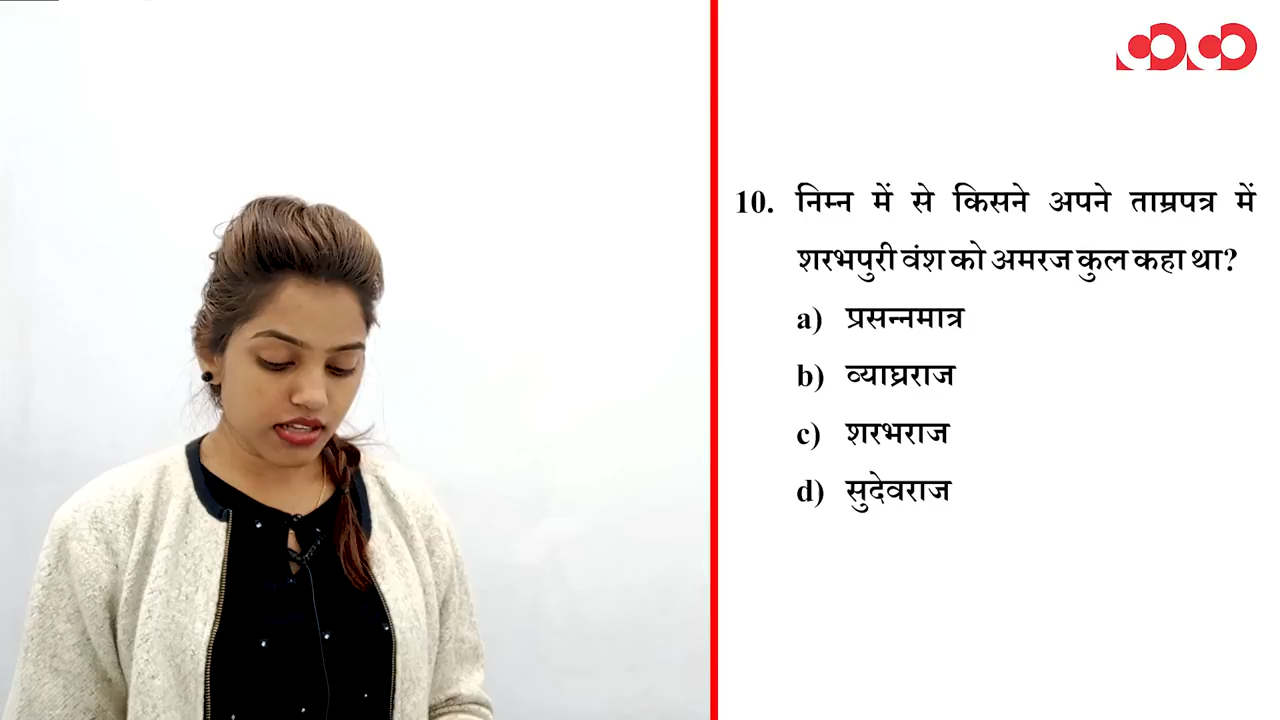 10. निम्न में से किसने अपने ताम्रपत्र में
शरभपुरी वंश को अमरज कुल कहा था?
a) प्रसन्नमात्र
b) व्याघ्रराज
c) शरभराज
d) सुदेवराज